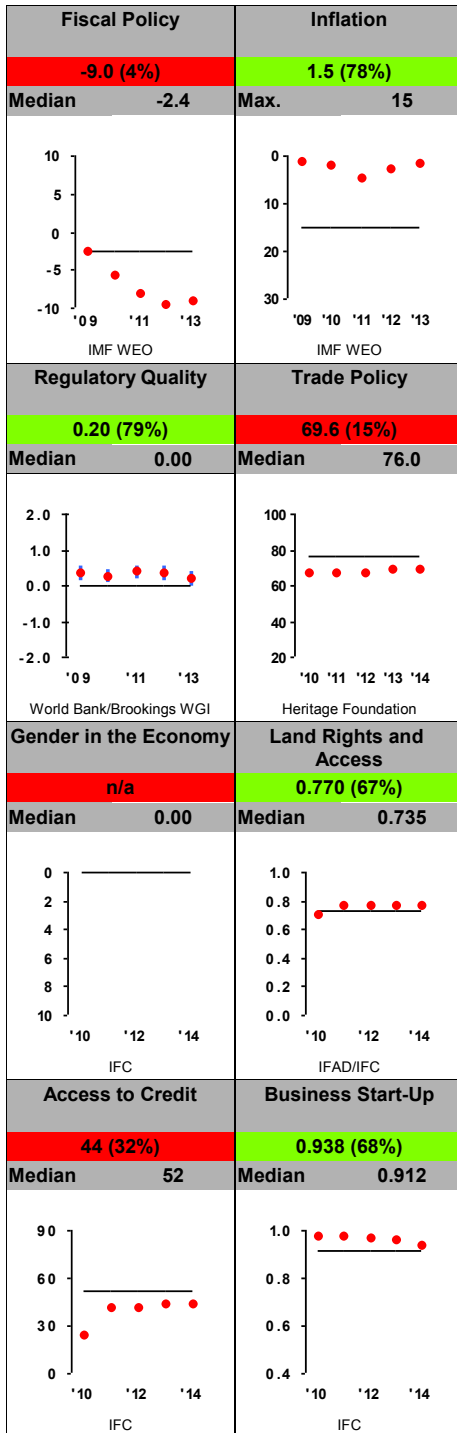 Fiscal Policy
-9.0 (4%)
Median -2.4
10
5
0
-5
-10
'09 '11 '13
IMF WEO
Inflation
1.5 (78%)
Max. 15
0
10
20
30
'09 '10 '11 '12 '13
IMF WEO
Regulatory Quality
0.20 (79%)
Median 0.00
2.0
1.0
0.0
-1.0
-2.0
'09 '11 '13
World Bank/Brookings WGI
Trade Policy
69.6 (15%)
Median 76.0
100
80
60
40
20
'10 '11 '12 '13 '14
Heritage Foundation
Gender in the Economy
n/a
Median 0.00
0
2
4
6
8
10
'10 '12 '14
IFC
Land Rights and
Access
0.770 (67%)
Median 0.735
1.0
0.8
0.6
0.4
0.2
0.0
'10 '12 '14
IFAD/IFC
Access to Credit
44 (32%)
Median 52
90
60
30
0
'10 '12 '14
IFC
Business Start-Up
0.938 (68%)
Median 0.912
1.0
0.8
0.6
0.4
'10 '12 '14
IFC